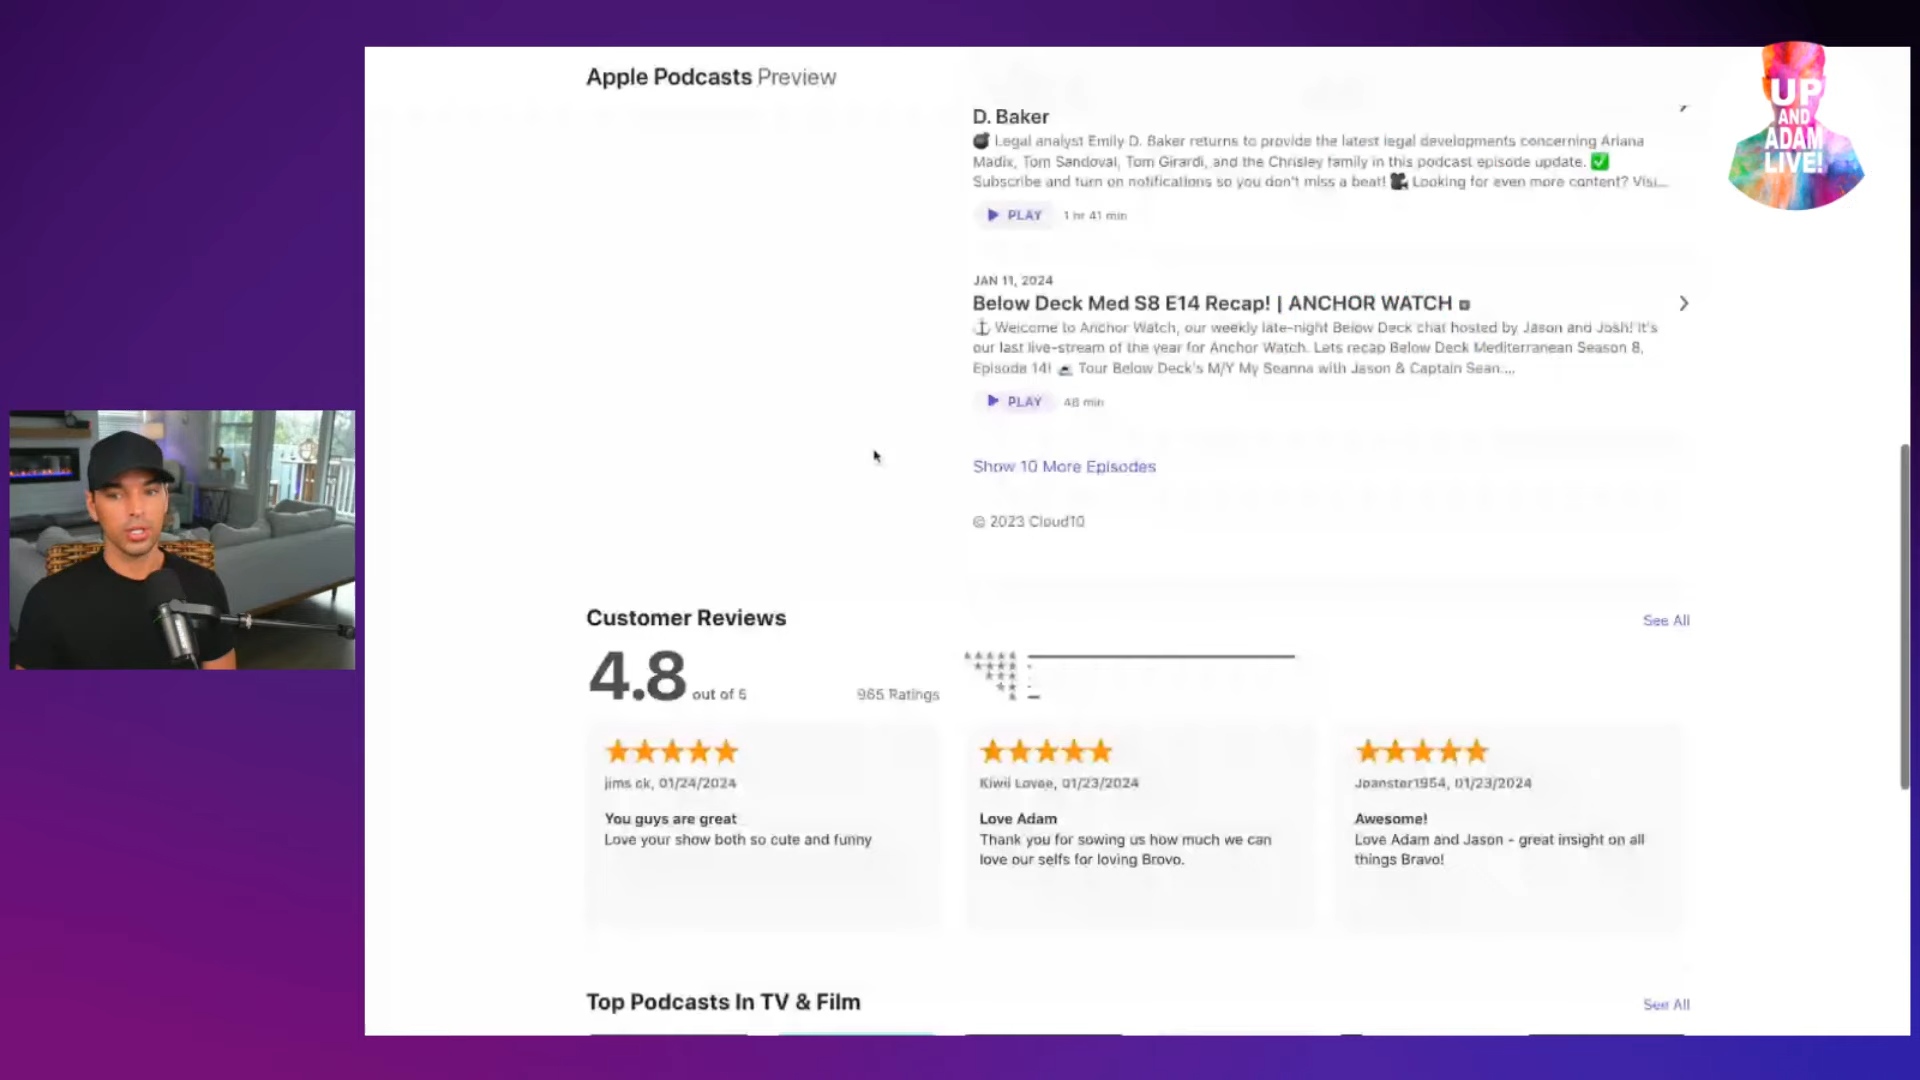 Apple Podcasts Preview
UP
AND
ADAM
LIVE!
D. Baker
Legal analyst Emily D. Baker returns to provide the latest legal developments concerning Ariana
Madix, Tom Sandoval, Tom Girardi, and the Chrisley family in this podcast episode update.
Subscribe and turn on notifications so you don't miss a beat! Looking for even more content? Visi...
PLAY 1 hr 41 min
JAN 11, 2024
Below Deck Med S8 E14 Recap! | ANCHOR WATCH
Welcome to Anchor Watch, our weekly late-night Below Deck chat hosted by Jason and Josh! It's
our last live-stream of the year for Anchor Watch. Lets recap Below Deck Mediterranean Season 8,
Episode 14! Tour Below Deck's M/Y My Seanna with Jason & Captain Sean....
PLAY 48 min
Show 10 More Episodes
© 2023 Cloud10
Customer Reviews See All
4.8 out of 5 965 Ratings
jims ck, 01/24/2024
You guys are great
Love your show both so cute and funny
Kiwii Lovee, 01/23/2024
Love Adam
Thank you for sowing us how much we can
love our selfs for loving Brovo.
Joanster1954, 01/23/2024
Awesome!
Love Adam and Jason - great insight on all
things Bravo!
Top Podcasts In TV & Film See All